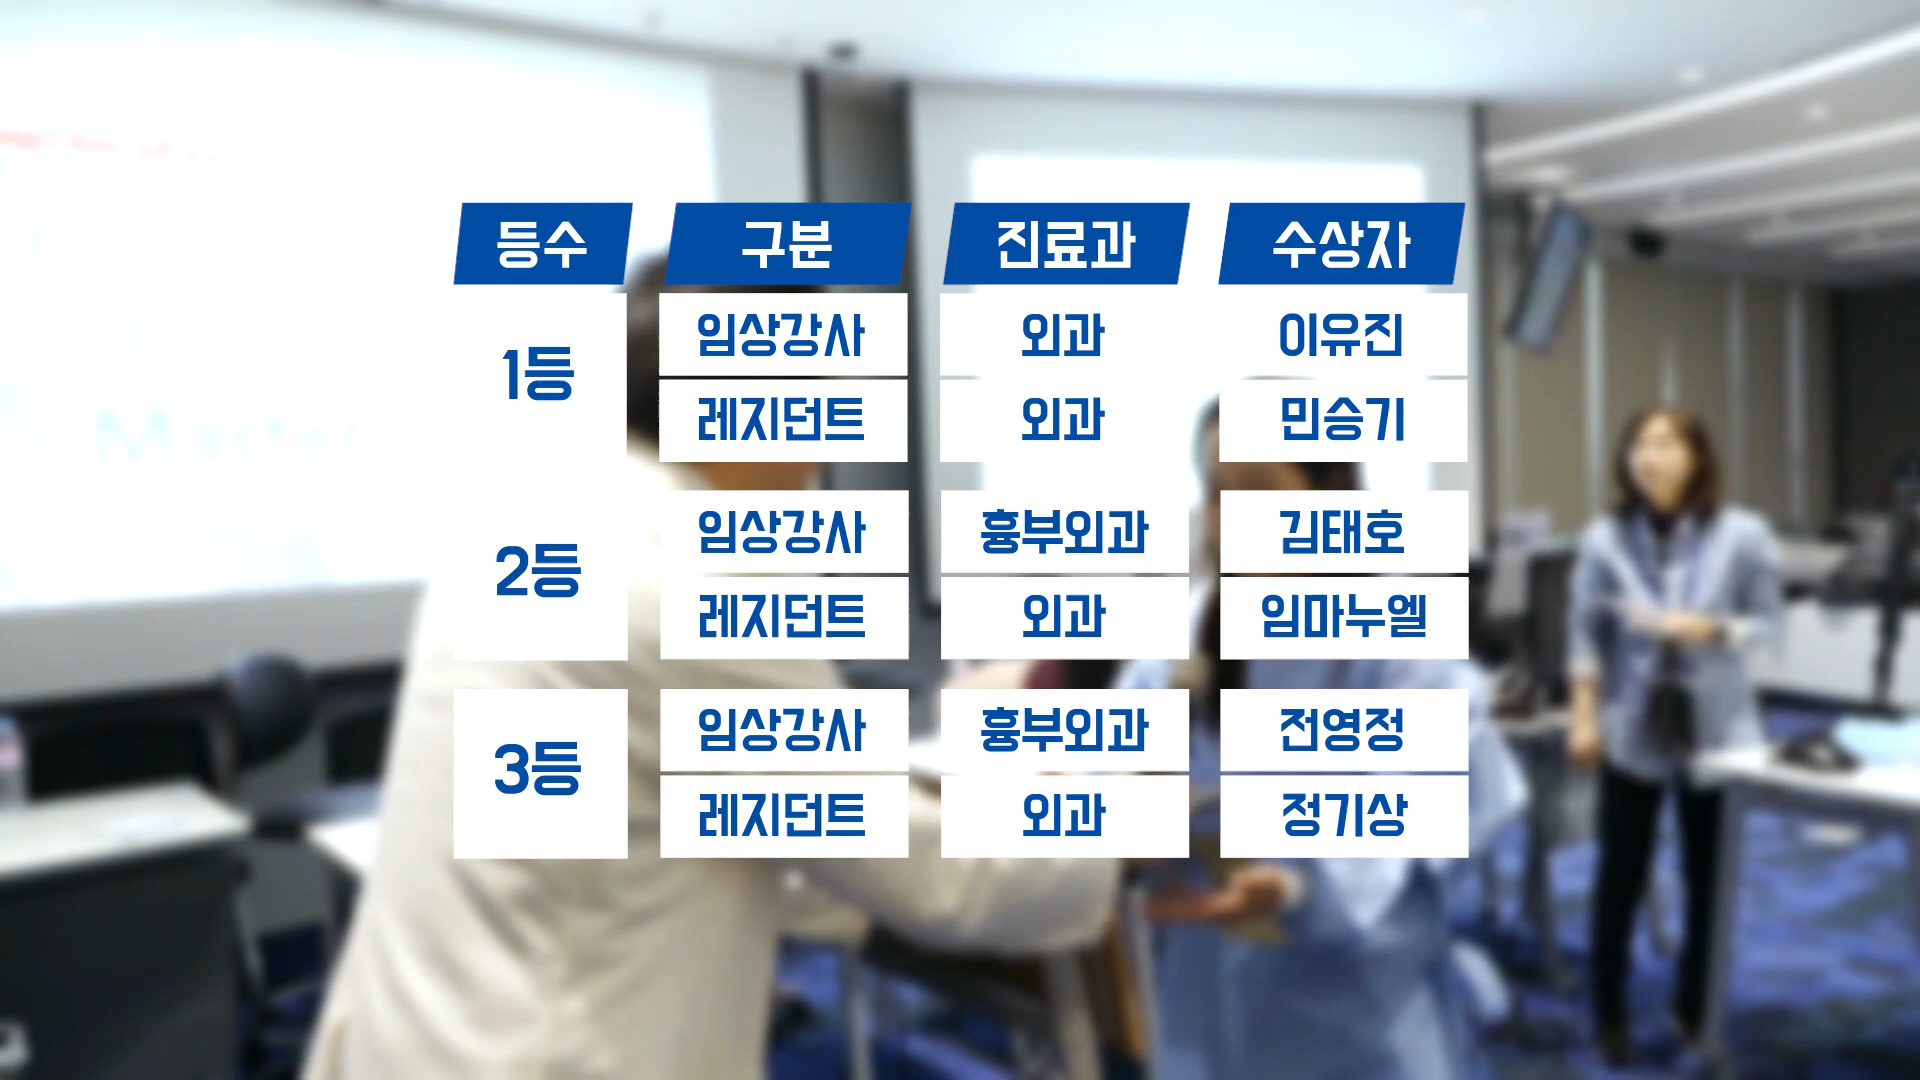 등수 구분 진료과 수상자
1등 임상강사 외과 이유진
레지던트 외과 민승기
2등 임상강사 흉부외과 김태호
레지던트 외과 임마누엘
3등 임상강사 흉부외과 전영정
레지던트 외과 정기상
Master